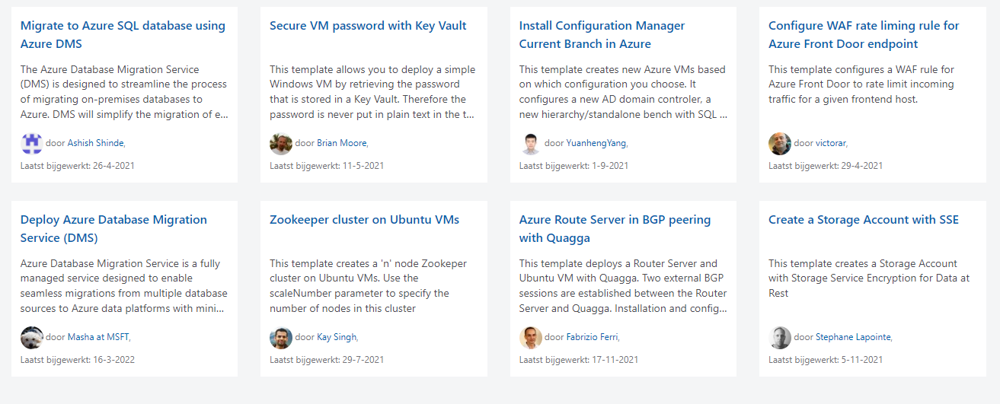 Migrate to Azure SQL database using
Azure DMS
The Azure Database Migration Service
(DMS) is designed to streamline the process
of migrating on-premises databases to
Azure. DMS will simplify the migration of e...
door Ashish Shinde,
Laatst bijgewerkt: 26-4-2021
Secure VM password with Key Vault
This template allows you to deploy a simple
Windows VM by retrieving the password
that is stored in a Key Vault. Therefore the
password is never put in plain text in the t...
door Brian Moore,
Laatst bijgewerkt: 11-5-2021
Install Configuration Manager
Current Branch in Azure
This template creates new Azure VMs based
on which configuration you choose. It
configures a new AD domain controler, a
new hierarchy/standalone bench with SQL ...
door YuanhengYang,
Laatst bijgewerkt: 1-9-2021
Configure WAF rate liming rule for
Azure Front Door endpoint
This template configures a WAF rule for
Azure Front Door to rate limit incoming
traffic for a given frontend host.
door victorar,
Laatst bijgewerkt: 29-4-2021
Deploy Azure Database Migration
Service (DMS)
Azure Database Migration Service is a fully
managed service designed to enable
seamless migrations from multiple database
sources to Azure data platforms with mini...
door Masha at MSFT,
Laatst bijgewerkt: 16-3-2022
Zookeeper cluster on Ubuntu VMs
This template creates a 'n' node Zookeper
cluster on Ubuntu VMs. Use the
scaleNumber parameter to specify the
number of nodes in this cluster
door Kay Singh,
Laatst bijgewerkt: 29-7-2021
Azure Route Server in BGP peering
with Quagga
This template deploys a Router Server and
Ubuntu VM with Quagga. Two external BGP
sessions are established between the Router
Server and Quagga. Installation and config...
door Fabrizio Ferri,
Laatst bijgewerkt: 17-11-2021
Create a Storage Account with SSE
This template creates a Storage Account
with Storage Service Encryption for Data at
Rest
door Stephane Lapointe,
Laatst bijgewerkt: 5-11-2021